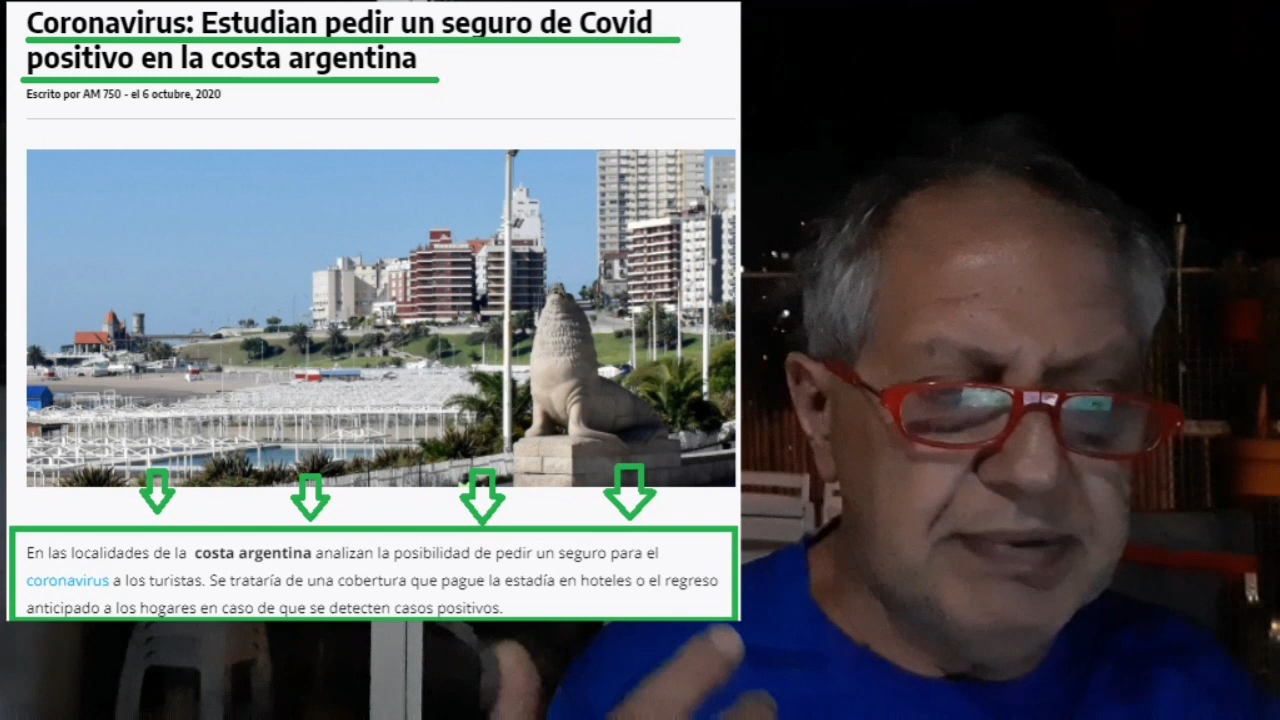 Coronavirus: Estudian pedir un seguro de Covid
positivo en la costa argentina
Escrito por AM 750 - el 6 octubre, 2020
En las localidades de la costa argentina analizan la posibilidad de pedir un seguro para el
coronavirus a los turistas. Se trataría de una cobertura que pague la estadía en hoteles o el regreso
anticipado a los hogares en caso de que se detecten casos positivos.